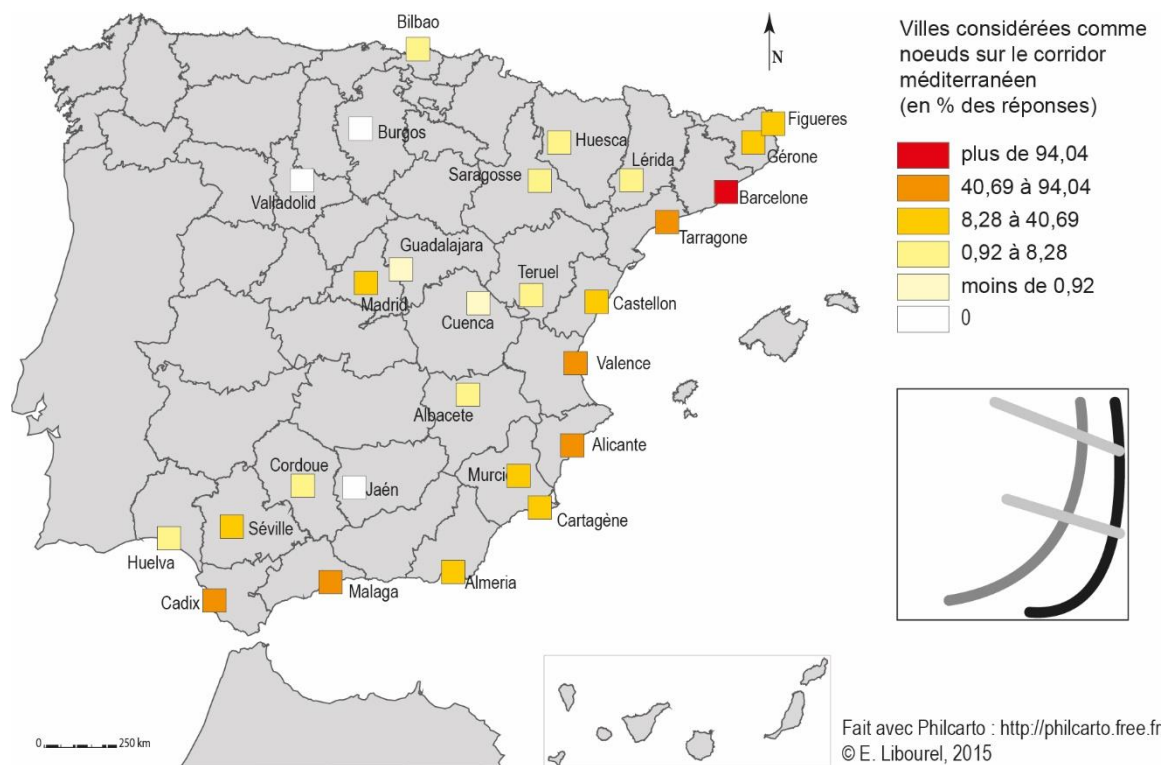 Bilbao
N
Burgos
Huesca
Figueres
Lérida
Gérone
Saragosse
Valladolid
Barcelone
Tarragone
Guadalajara
Teruel
Madrid
Castellon
Cuenca
Valence
Albacete
Alicante
Cordoue
Murcie
Jaén
Cartagène
Séville
Huelva
Almeria
Malaga
Cadix
0 250 km
Villes considérées comme
noeuds sur le corridor
méditerranéen
(en % des réponses)
plus de 94,04
40,69 à 94,04
8,28 à 40,69
0,92 à 8,28
moins de 0,92
0
Fait avec Philcarto : http://philcarto.free.fr
© E. Libourel, 2015